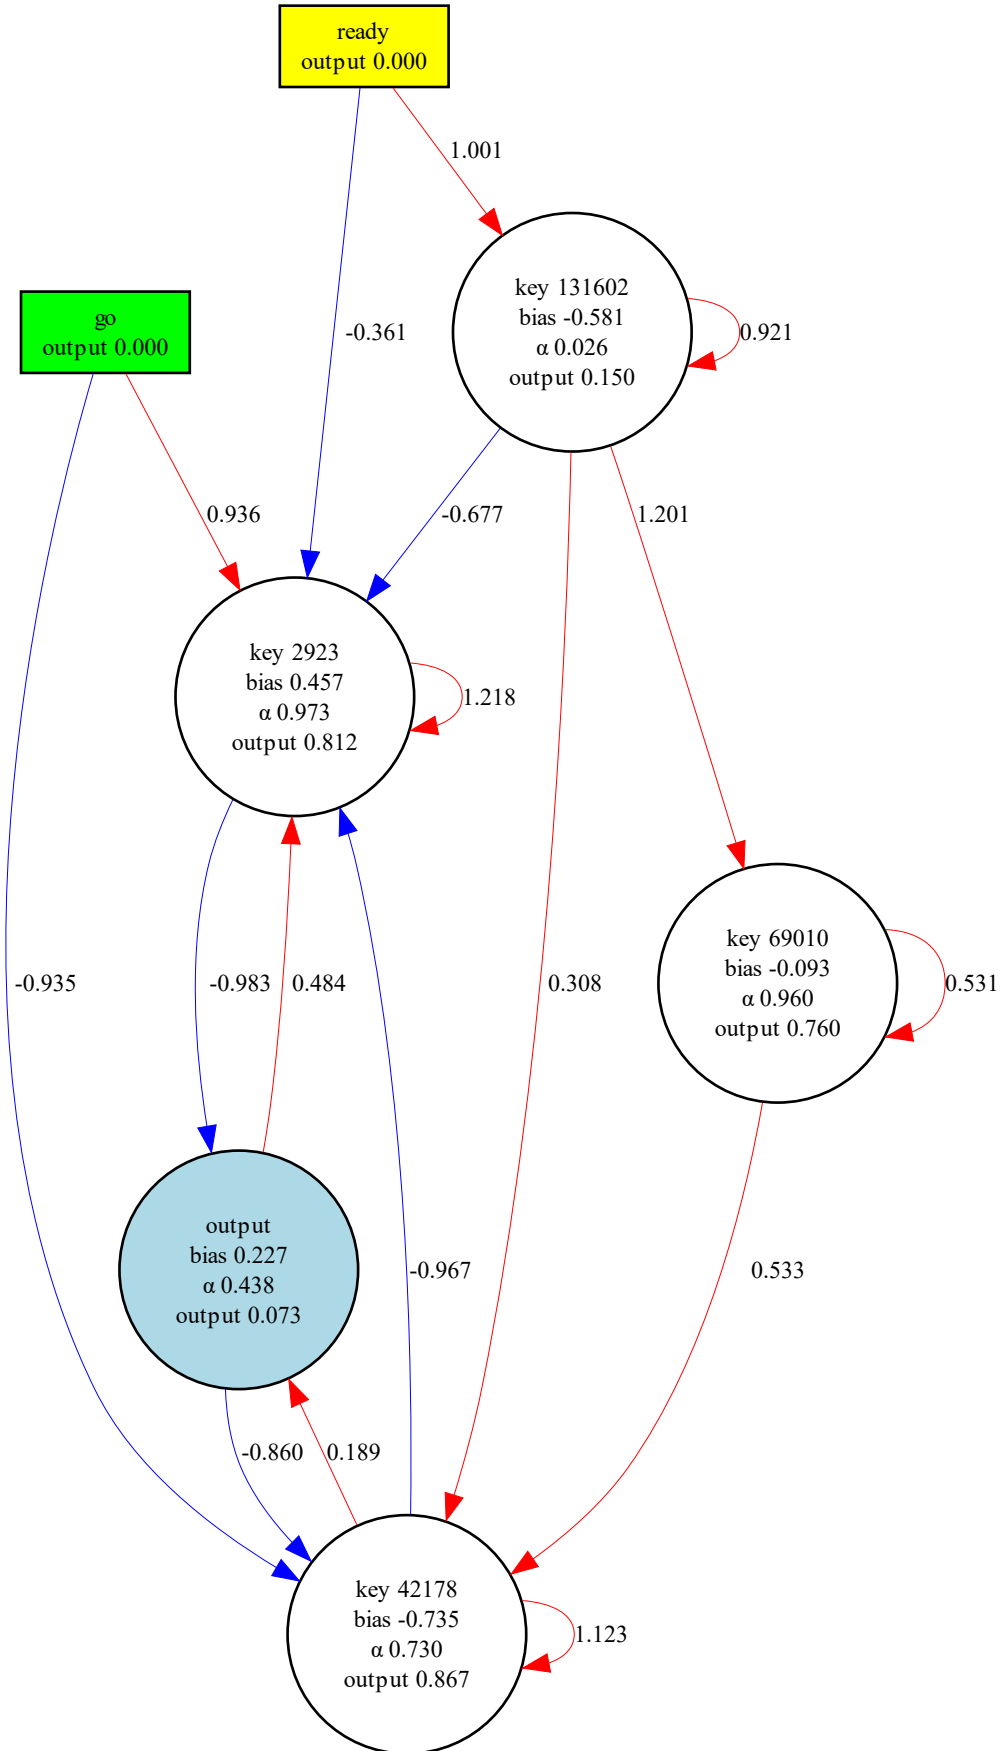 ready
output 0.000
1.001
key 131602
bias -0.581
α 0.026
output 0.150
0.921
go
output 0.000
-0.361
0.936
-0.677
1.201
key 2923
bias 0.457
α 0.973
output 0.812
1.218
key 69010
bias -0.093
α 0.960
output 0.760
0.531
-0.935
-0.983
0.484
0.308
output
bias 0.227
α 0.438
output 0.073
-0.967
0.533
-0.860
0.189
key 42178
bias -0.735
α 0.730
output 0.867
1.123